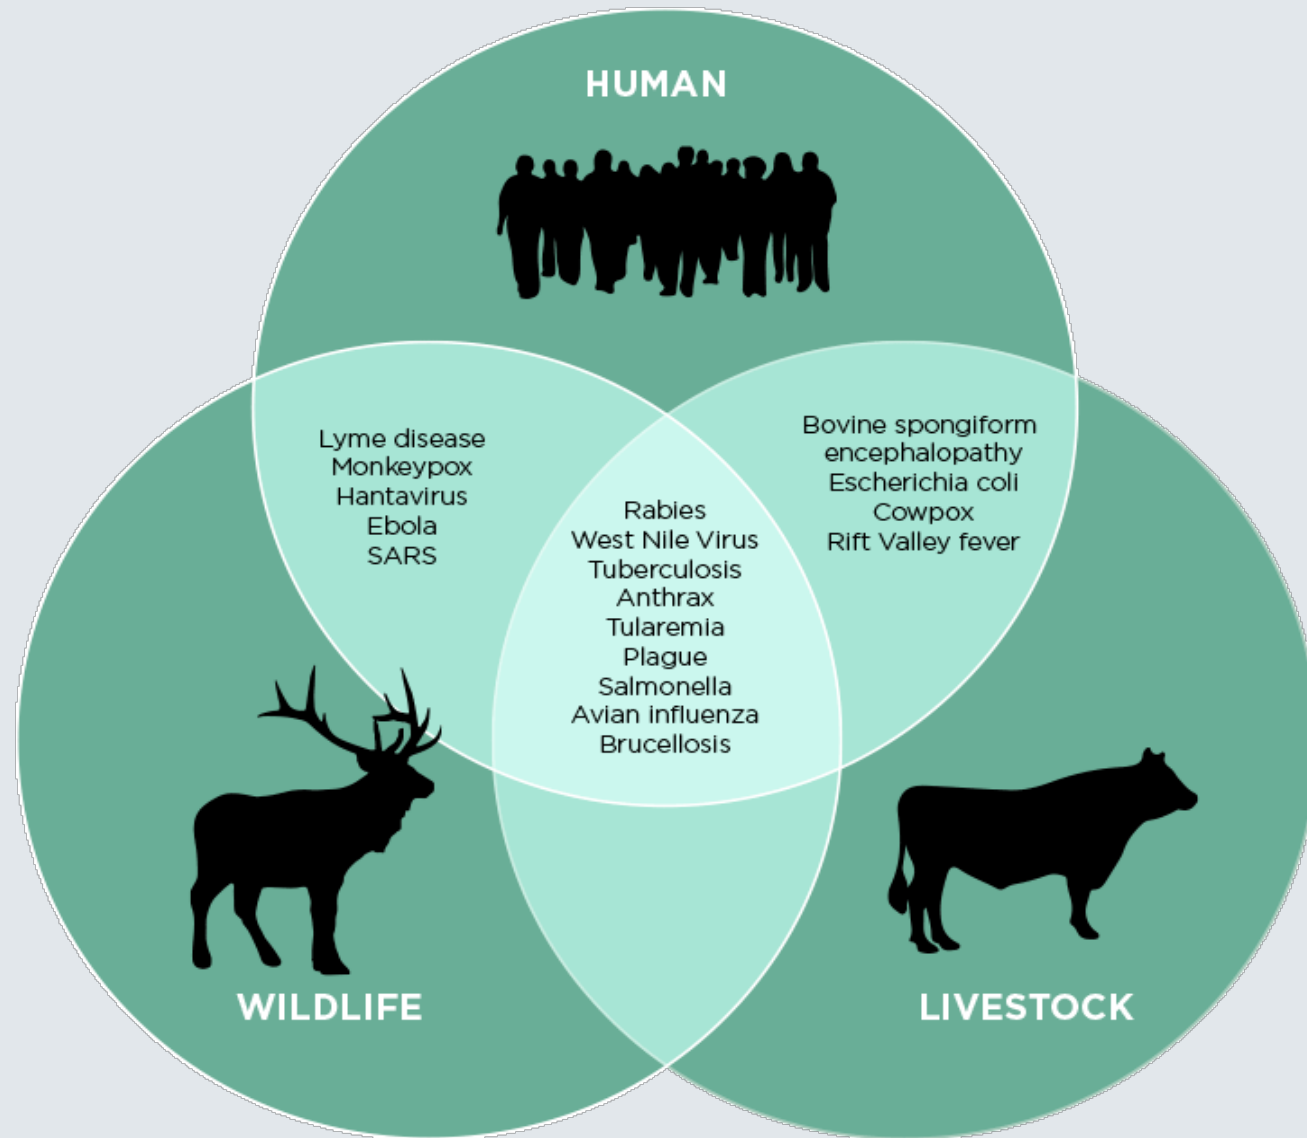 HUMAN
Lyme disease
Monkeypox
Hantavirus
Ebola
SARS
Rabies
West Nile Virus
Tuberculosis
Anthrax
Tularemia
Plague
Salmonella
Avian influenza
Brucellosis
Bovine spongiform
encephalopathy
Escherichia coli
Cowpox
Rift Valley fever
WILDLIFE
LIVESTOCK